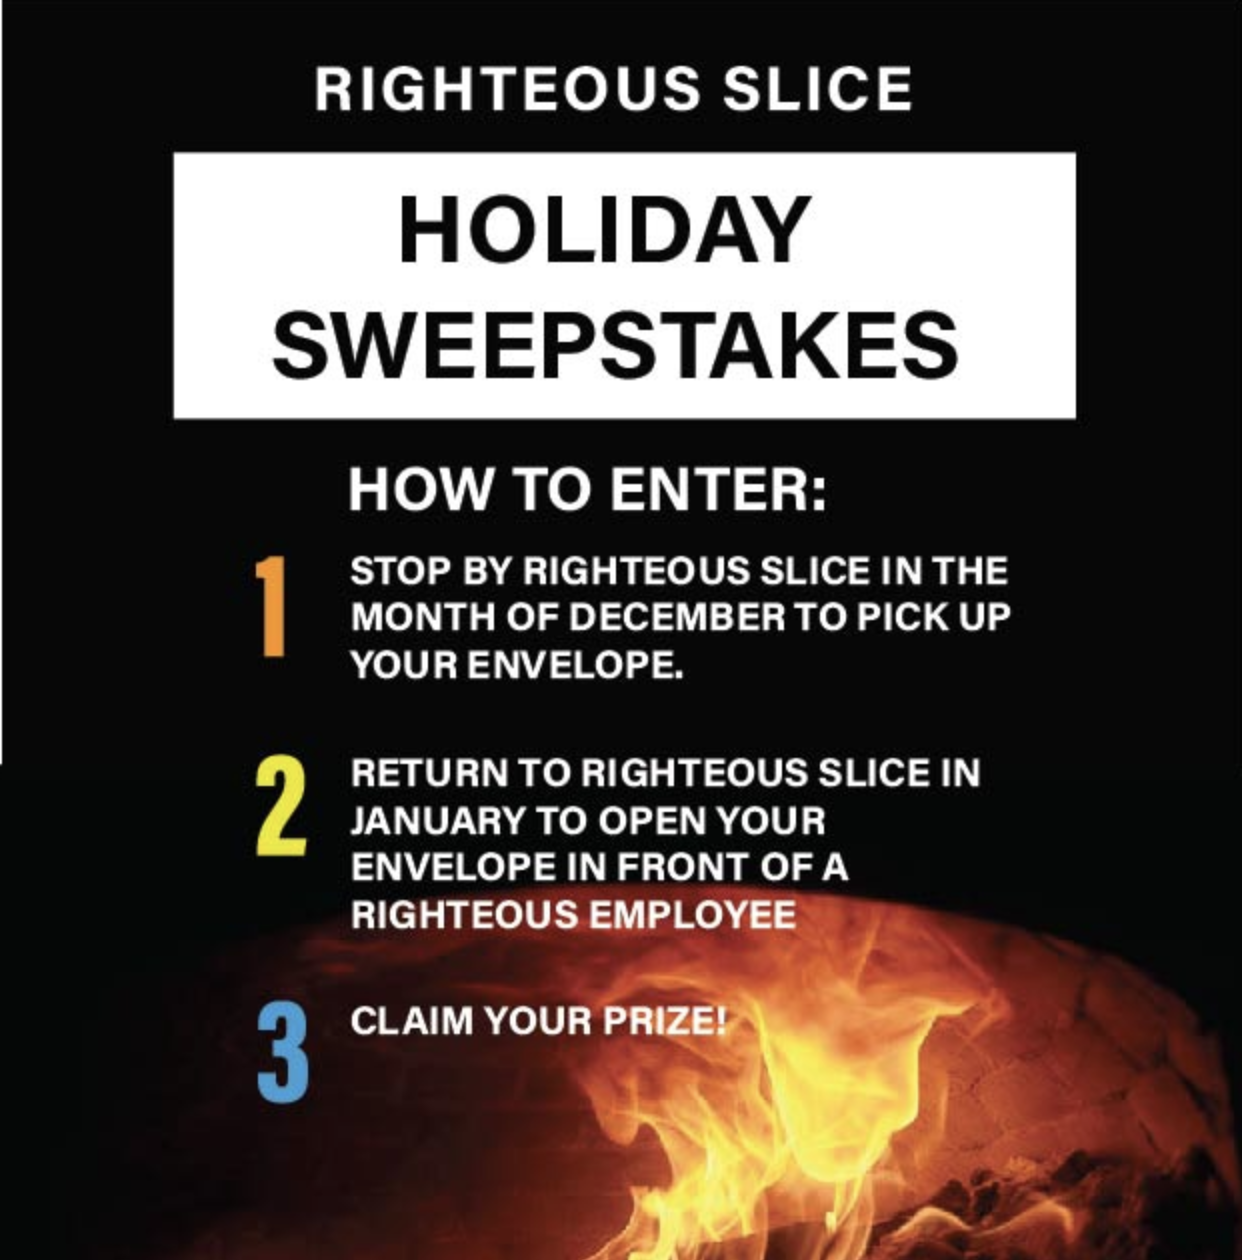 RIGHTEOUS SLICE
HOLIDAY
SWEEPSTAKES
HOW TO ENTER:
1
STOP BY RIGHTEOUS SLICE IN THE
MONTH OF DECEMBER TO PICK UP
YOUR ENVELOPE.
2
RETURN TO RIGHTEOUS SLICE IN
JANUARY TO OPEN YOUR
ENVELOPE IN FRONT OF A
RIGHTEOUS EMPLOYEE
3
CLAIM YOUR PRIZE!